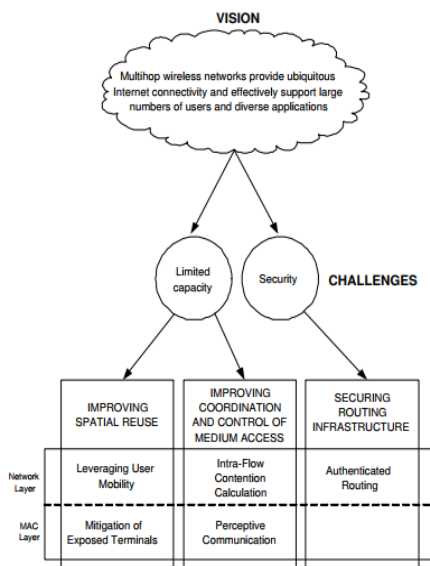 VISION
Multihop wireless networks provide ubiquitous
Internet connectivity and effectively support large
numbers of users and diverse applications
Limited
capacity
Security
CHALLENGES
IMPROVING
SPATIAL REUSE
IMPROVING
COORDINATION
AND CONTROL OF
MEDIUM ACCESS
SECURING
ROUTING
INFRASTRUCTURE
Network
Layer
Leveraging User
Mobility
Intra-Flow
Contention
Calculation
Authenticated
Routing
MAC
Layer
Mitigation of
Exposed Terminals
Perceptive
Communication